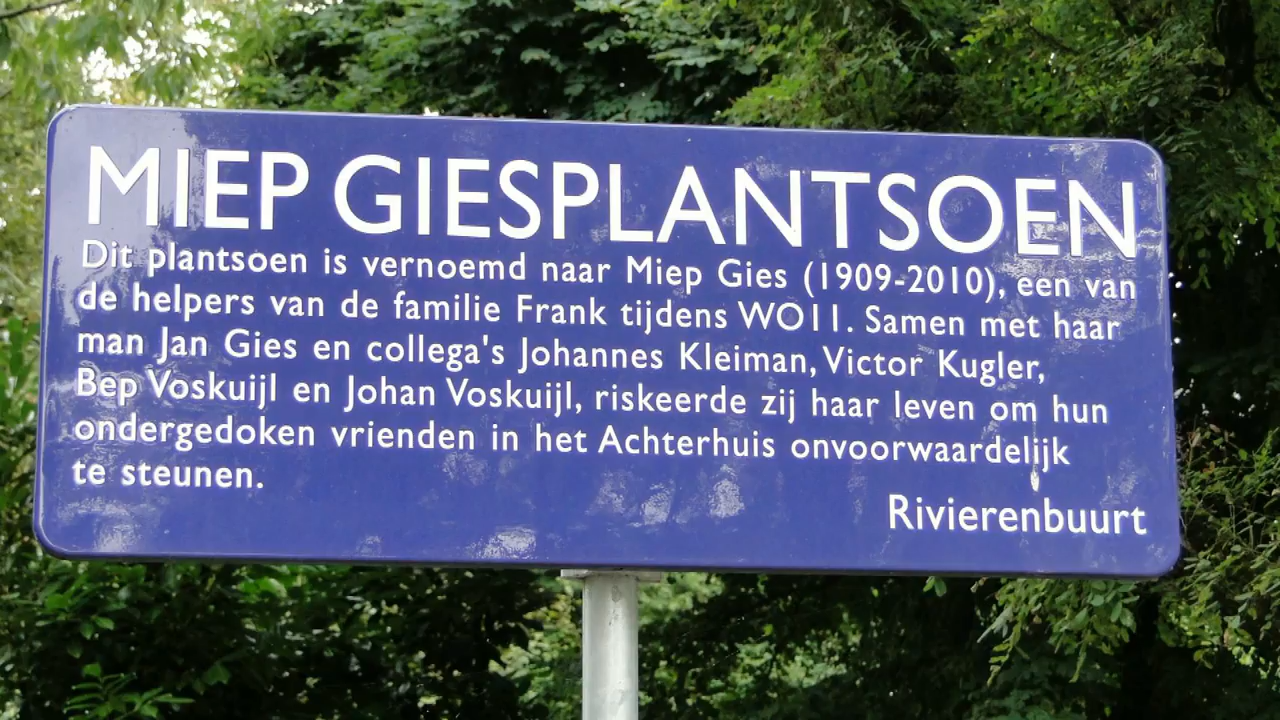 MIEP GIESPLANTSOEN
Dit plantsoen is vernoemd naar Miep Gies (1909-2010), een van
de helpers van de familie Frank tijdens WO11. Samen met haar
man Jan Gies en collega's Johannes Kleiman, Victor Kugler,
Bep Voskuijl en Johan Voskuijl, riskeerde zij haar leven om hun
ondergedoken vrienden in het Achterhuis onvoorwaardelijk
te steunen.
Rivierenbuurt